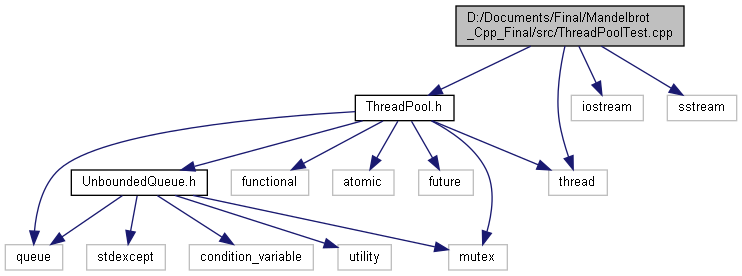 D:/Documents/Final/Mandelbrot
_Cpp_Final/src/ThreadPoolTest.cpp
ThreadPool.h
iostream
sstream
UnboundedQueue.h
functional
atomic
future
thread
queue
stdexcept
condition_variable
utility
mutex